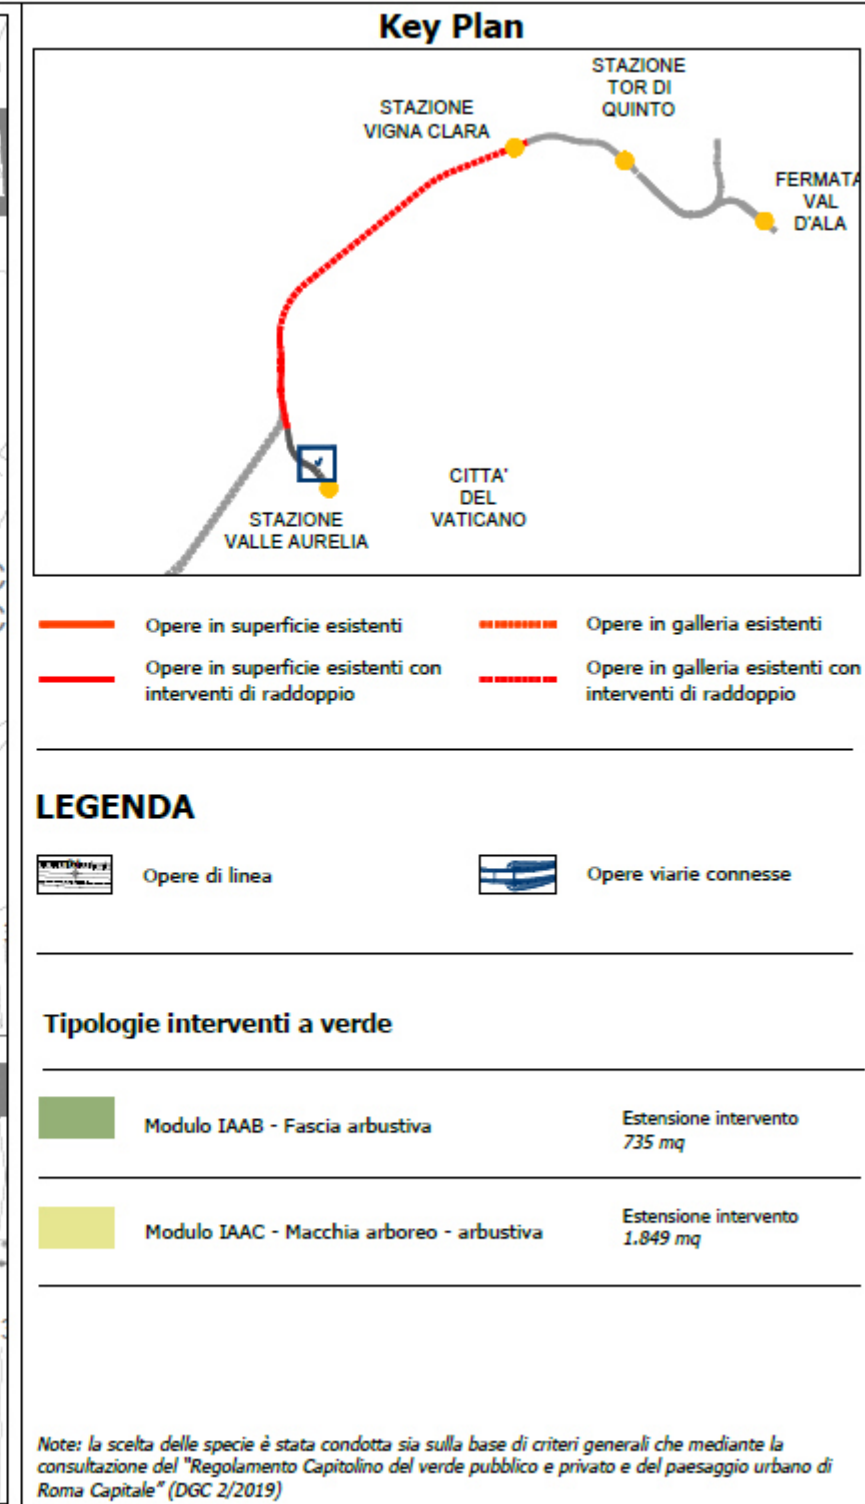 Key Plan
STAZIONE
TOR DI
QUINTO
STAZIONE
VIGNA CLARA
FERMATA
VAL
D'ALA
CITTA'
DEL
VATICANO
STAZIONE
VALLE AURELIA
Opere in superficie esistenti
Opere in galleria esistenti
Opere in superficie esistenti con
interventi di raddoppio
Opere in galleria esistenti con
interventi di raddoppio
LEGENDA
Opere di linea
Opere viarie connesse
Tipologie interventi a verde
Modulo IAAB - Fascia arbustiva
Estensione intervento
735 mq
Modulo IAAC - Macchia arboreo - arbustiva
Estensione intervento
1.849 mq
Note: la scelta delle specie è stata condotta sia sulla base di criteri generali che mediante la
consultazione del "Regolamento Capitolino del verde pubblico e privato e del paesaggio urbano di
Roma Capitale" (DGC 2/2019)